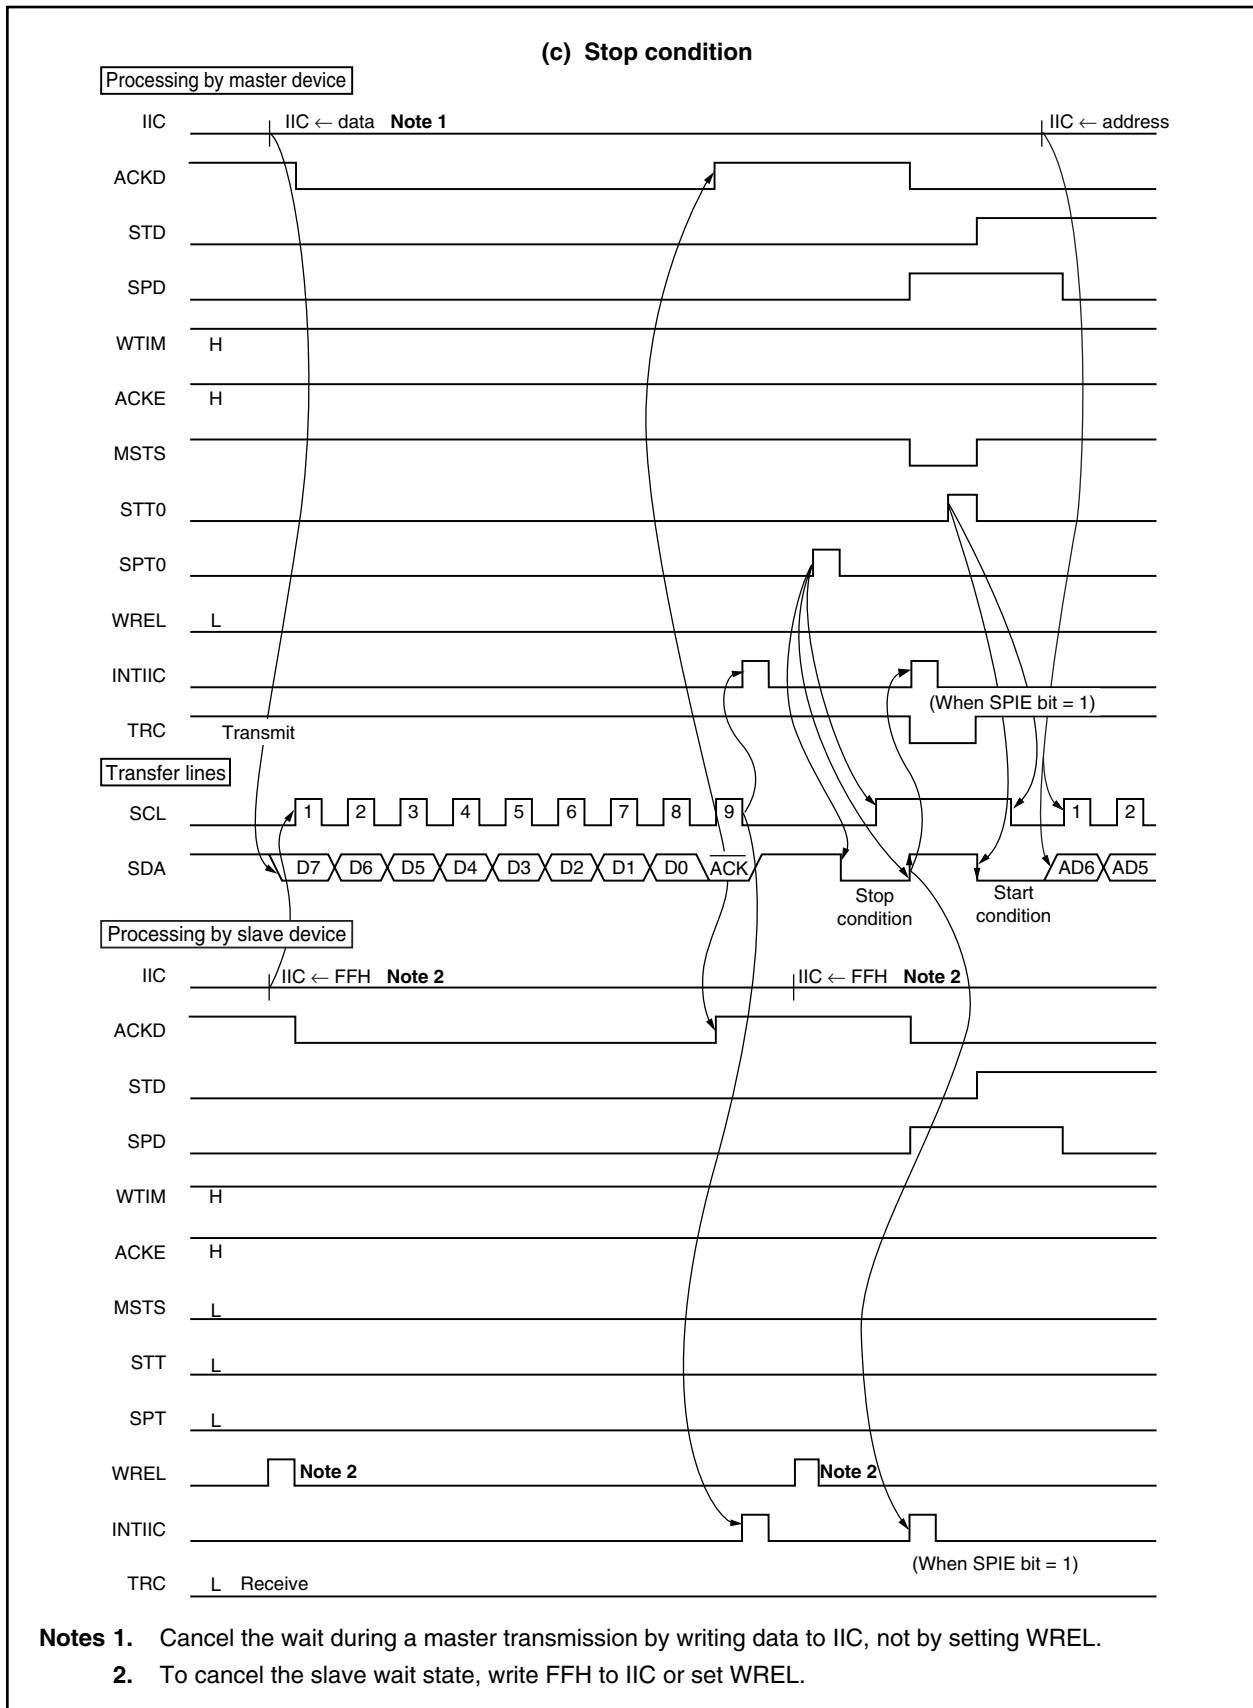 (c) Stop condition
Processing by master device
IIC IIC ← data Note 1 IIC ← address
ACKD
STD
SPD
WTIM H
ACKE H
MSTS
STT0
SPT0
WREL L
INTIIC
(When SPIE bit = 1)
TRC Transmit
Transfer lines
SCL 1 2 3 4 5 6 7 8 9 1 2
SDA D7 D6 D5 D4 D3 D2 D1 D0 ACK AD6 AD5
Stop condition
Start condition
Processing by slave device
IIC IIC ← FFH Note 2 IIC ← FFH Note 2
ACKD
STD
SPD
WTIM H
ACKE H
MSTS L
STT L
SPT L
WREL Note 2 Note 2
INTIIC
(When SPIE bit = 1)
TRC L Receive
Notes 1. Cancel the wait during a master transmission by writing data to IIC, not by setting WREL.
2. To cancel the slave wait state, write FFH to IIC or set WREL.